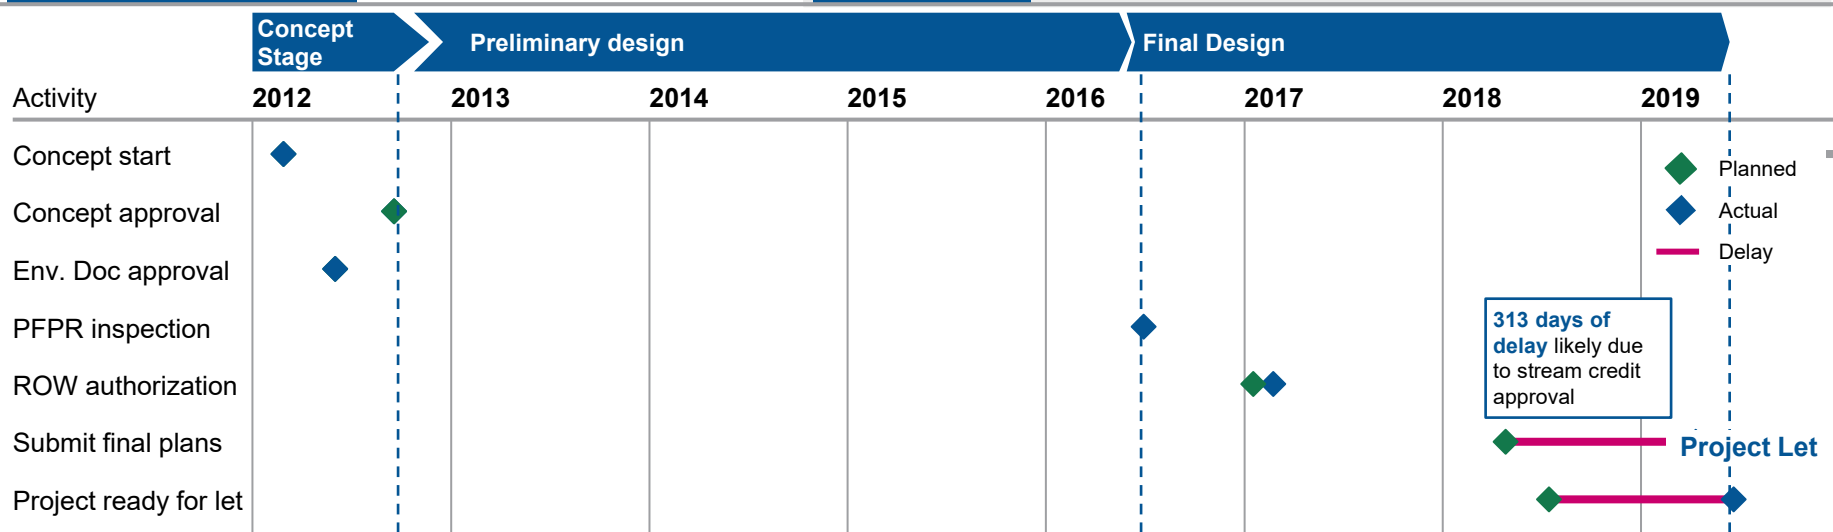 Concept
Stage
Preliminary design
Final Design
Activity
2012
2013
2014
2015
2016
2017
2018
2019
Concept start
Planned
Concept approval
Actual
Delay
Env. Doc approval
PFPR inspection
313 days of
delay likely due
to stream credit
approval
ROW authorization
Submit final plans
Project Let
Project ready for let